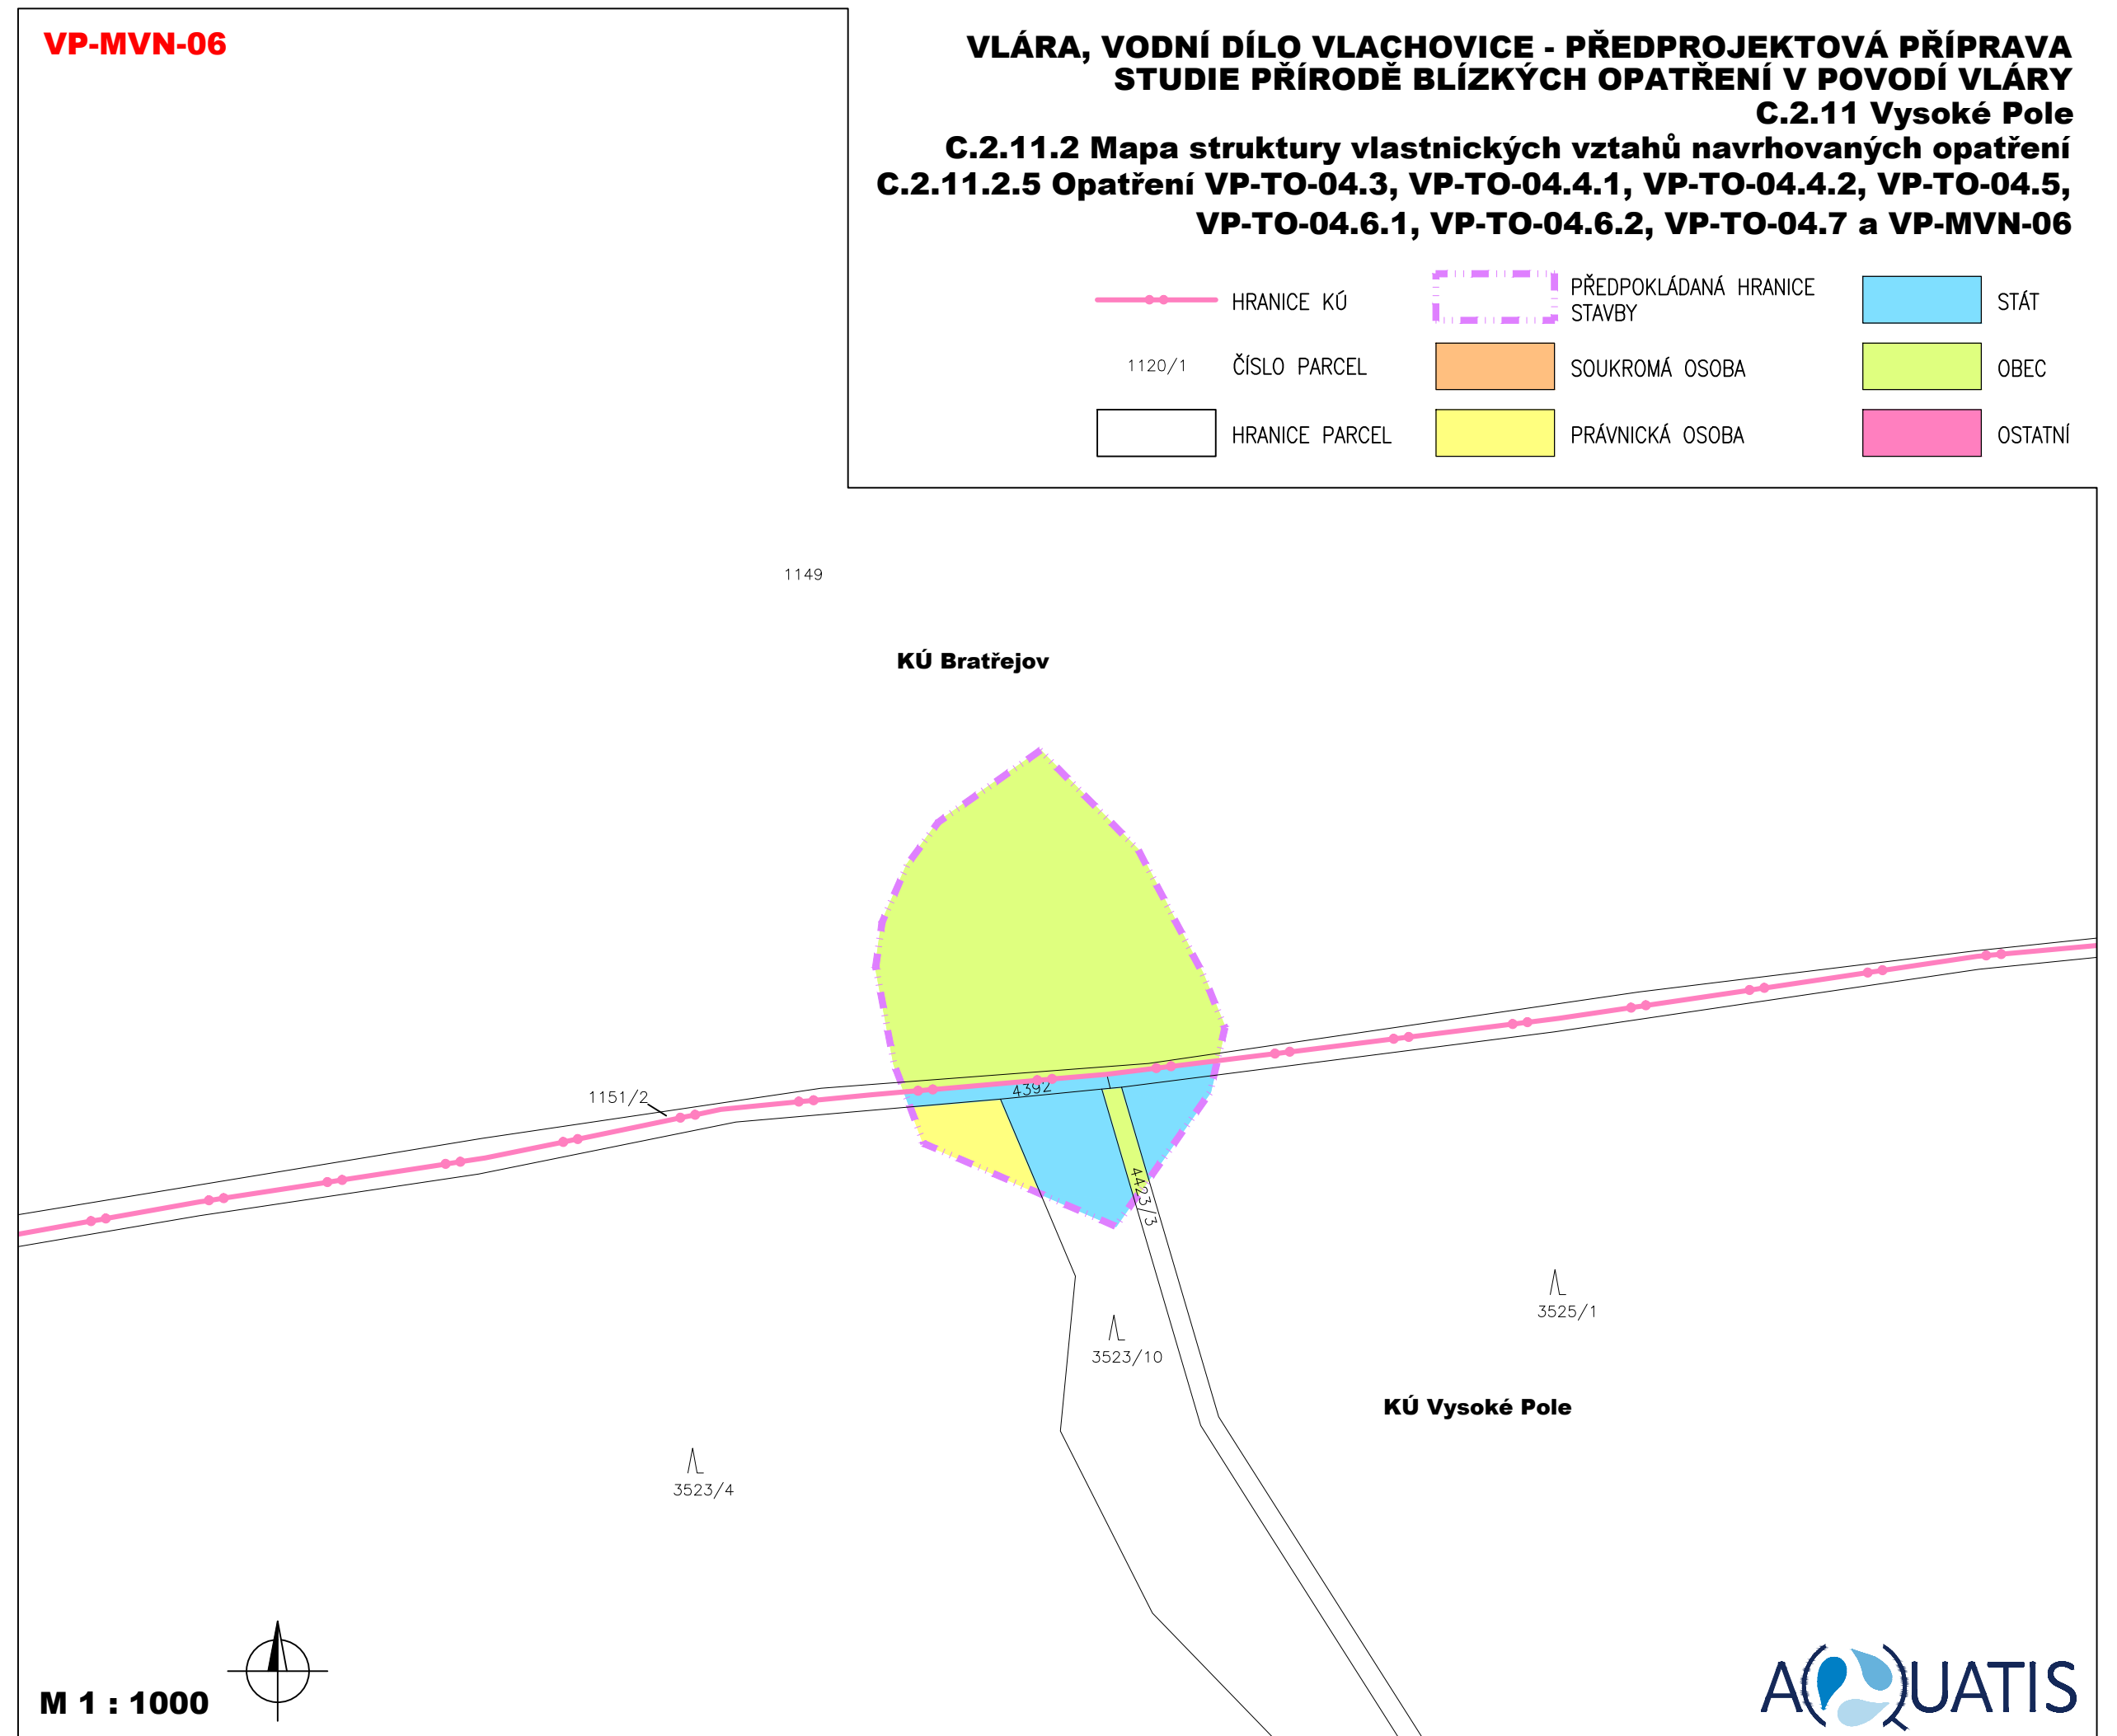 VP-MVN-06
VLÁRA, VODNÍ DÍLO VLACHOVICE - PŘEDPROJEKTOVÁ PŘÍPRAVA
STUDIE PŘÍRODĚ BLÍZKÝCH OPATŘENÍ V POVODÍ VLÁRY
C.2.11 Vysoké Pole
C.2.11.2 Mapa struktury vlastnických vztahů navrhovaných opatření
C.2.11.2.5 Opatření VP-TO-04.3, VP-TO-04.4.1, VP-TO-04.4.2, VP-TO-04.5,
VP-TO-04.6.1, VP-TO-04.6.2, VP-TO-04.7 a VP-MVN-06
HRANICE KÚ
PŘEDPOKLÁDANÁ HRANICE
STAVBY
STÁT
1120/1
ČÍSLO PARCEL
SOUKROMÁ OSOBA
OBEC
HRANICE PARCEL
PRÁVNICKÁ OSOBA
OSTATNÍ
1149
KÚ Bratřejov
4392
1151/2
4423/3
3525/1
3523/10
KÚ Vysoké Pole
3523/4
M 1 : 1000
AQUATIS